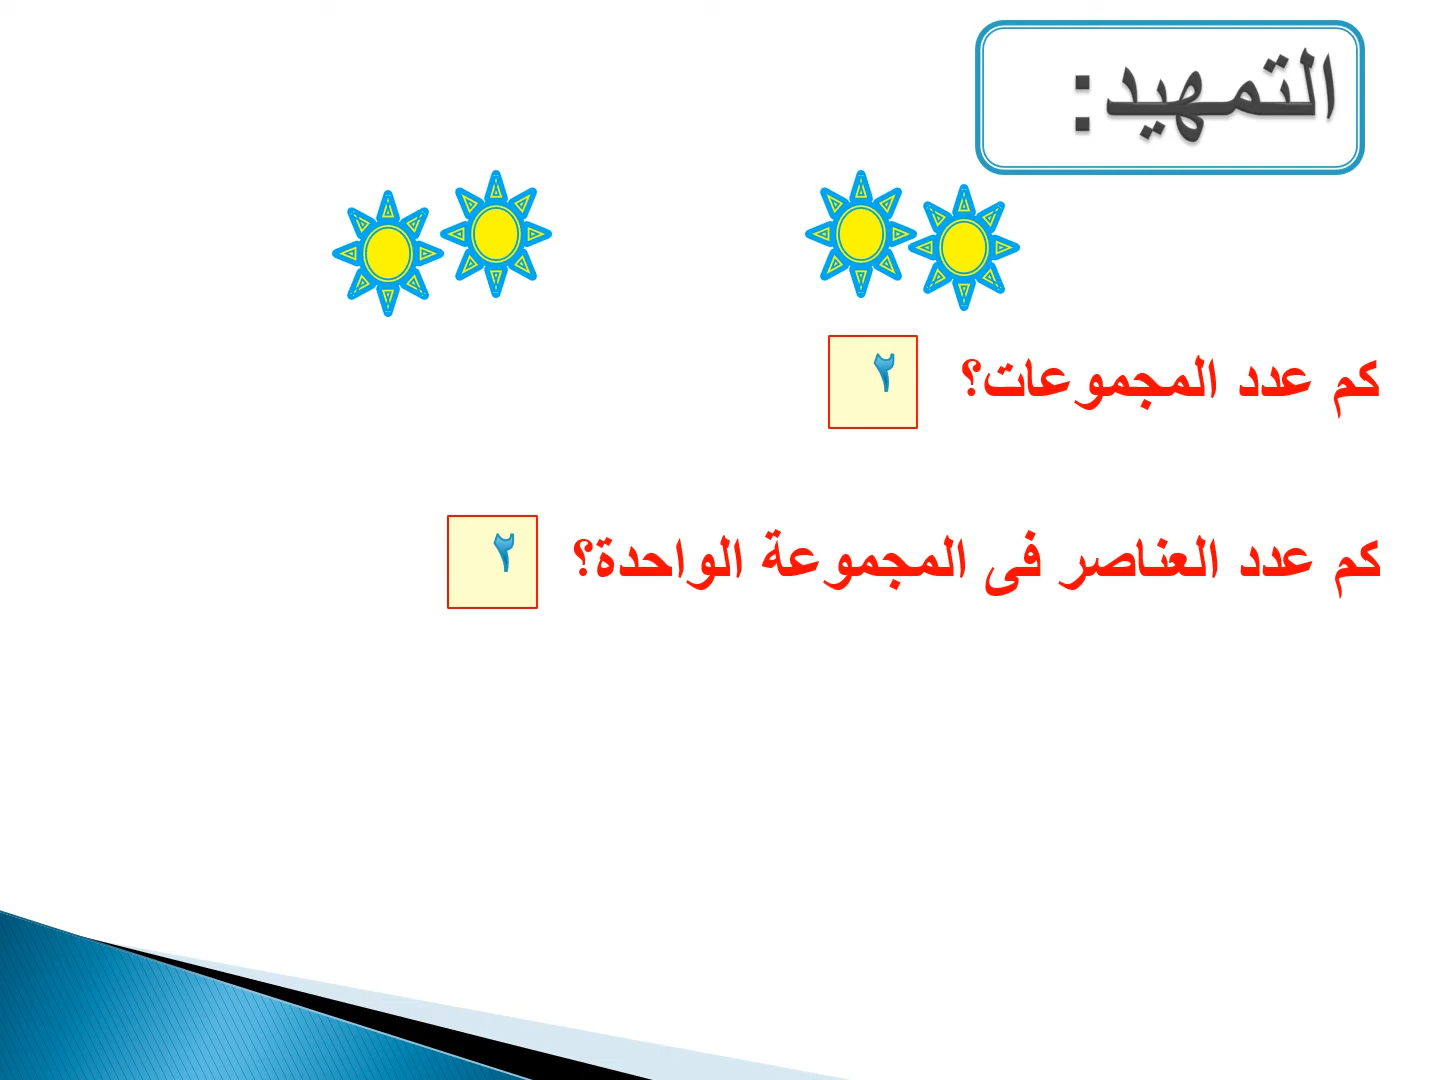 التمهيد:
كم عدد المجموعات؟ ٢
كم عدد العناصر فى المجموعة الواحدة؟ ٢